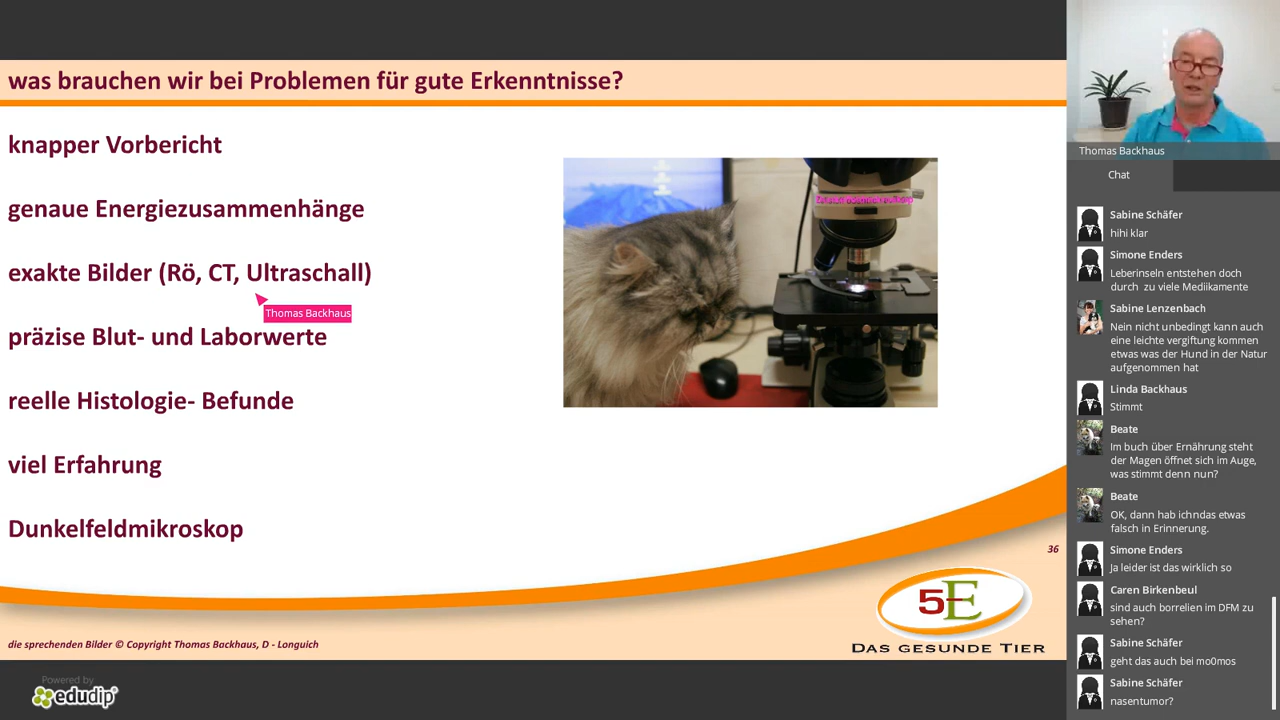 was brauchen wir bei Problemen für gute Erkenntnisse?
knapper Vorbericht
genaue Energiezusammenhänge
exakte Bilder (Rö, CT, Ultraschall)
Thomas Backhaus
präzise Blut- und Laborwerte
reelle Histologie- Befunde
viel Erfahrung
Dunkelfeldmikroskop
36
5E
DAS GESUNDE TIER
die sprechenden Bilder © Copyright Thomas Backhaus, D - Longuich
Powered by
edudip
Thomas Backhaus
Chat
Sabine Schäfer
hihi klar
Simone Enders
Leberinseln entstehen doch
durch zu viele Mediikamente
Sabine Lenzenbach
Nein nicht unbedingt kann auch
eine leichte vergiftung kommen
etwas was der Hund in der Natur
aufgenommen hat
Linda Backhaus
Stimmt
Beate
Im buch über Ernährung steht
der Magen öffnet sich im Auge,
was stimmt denn nun?
Beate
OK, dann hab ichndas etwas
falsch in Erinnerung.
Simone Enders
Ja leider ist das wirklich so
Caren Birkenbeul
sind auch borrelien im DFM zu
sehen?
Sabine Schäfer
geht das auch bei mo0mos
Sabine Schäfer
nasentumor?